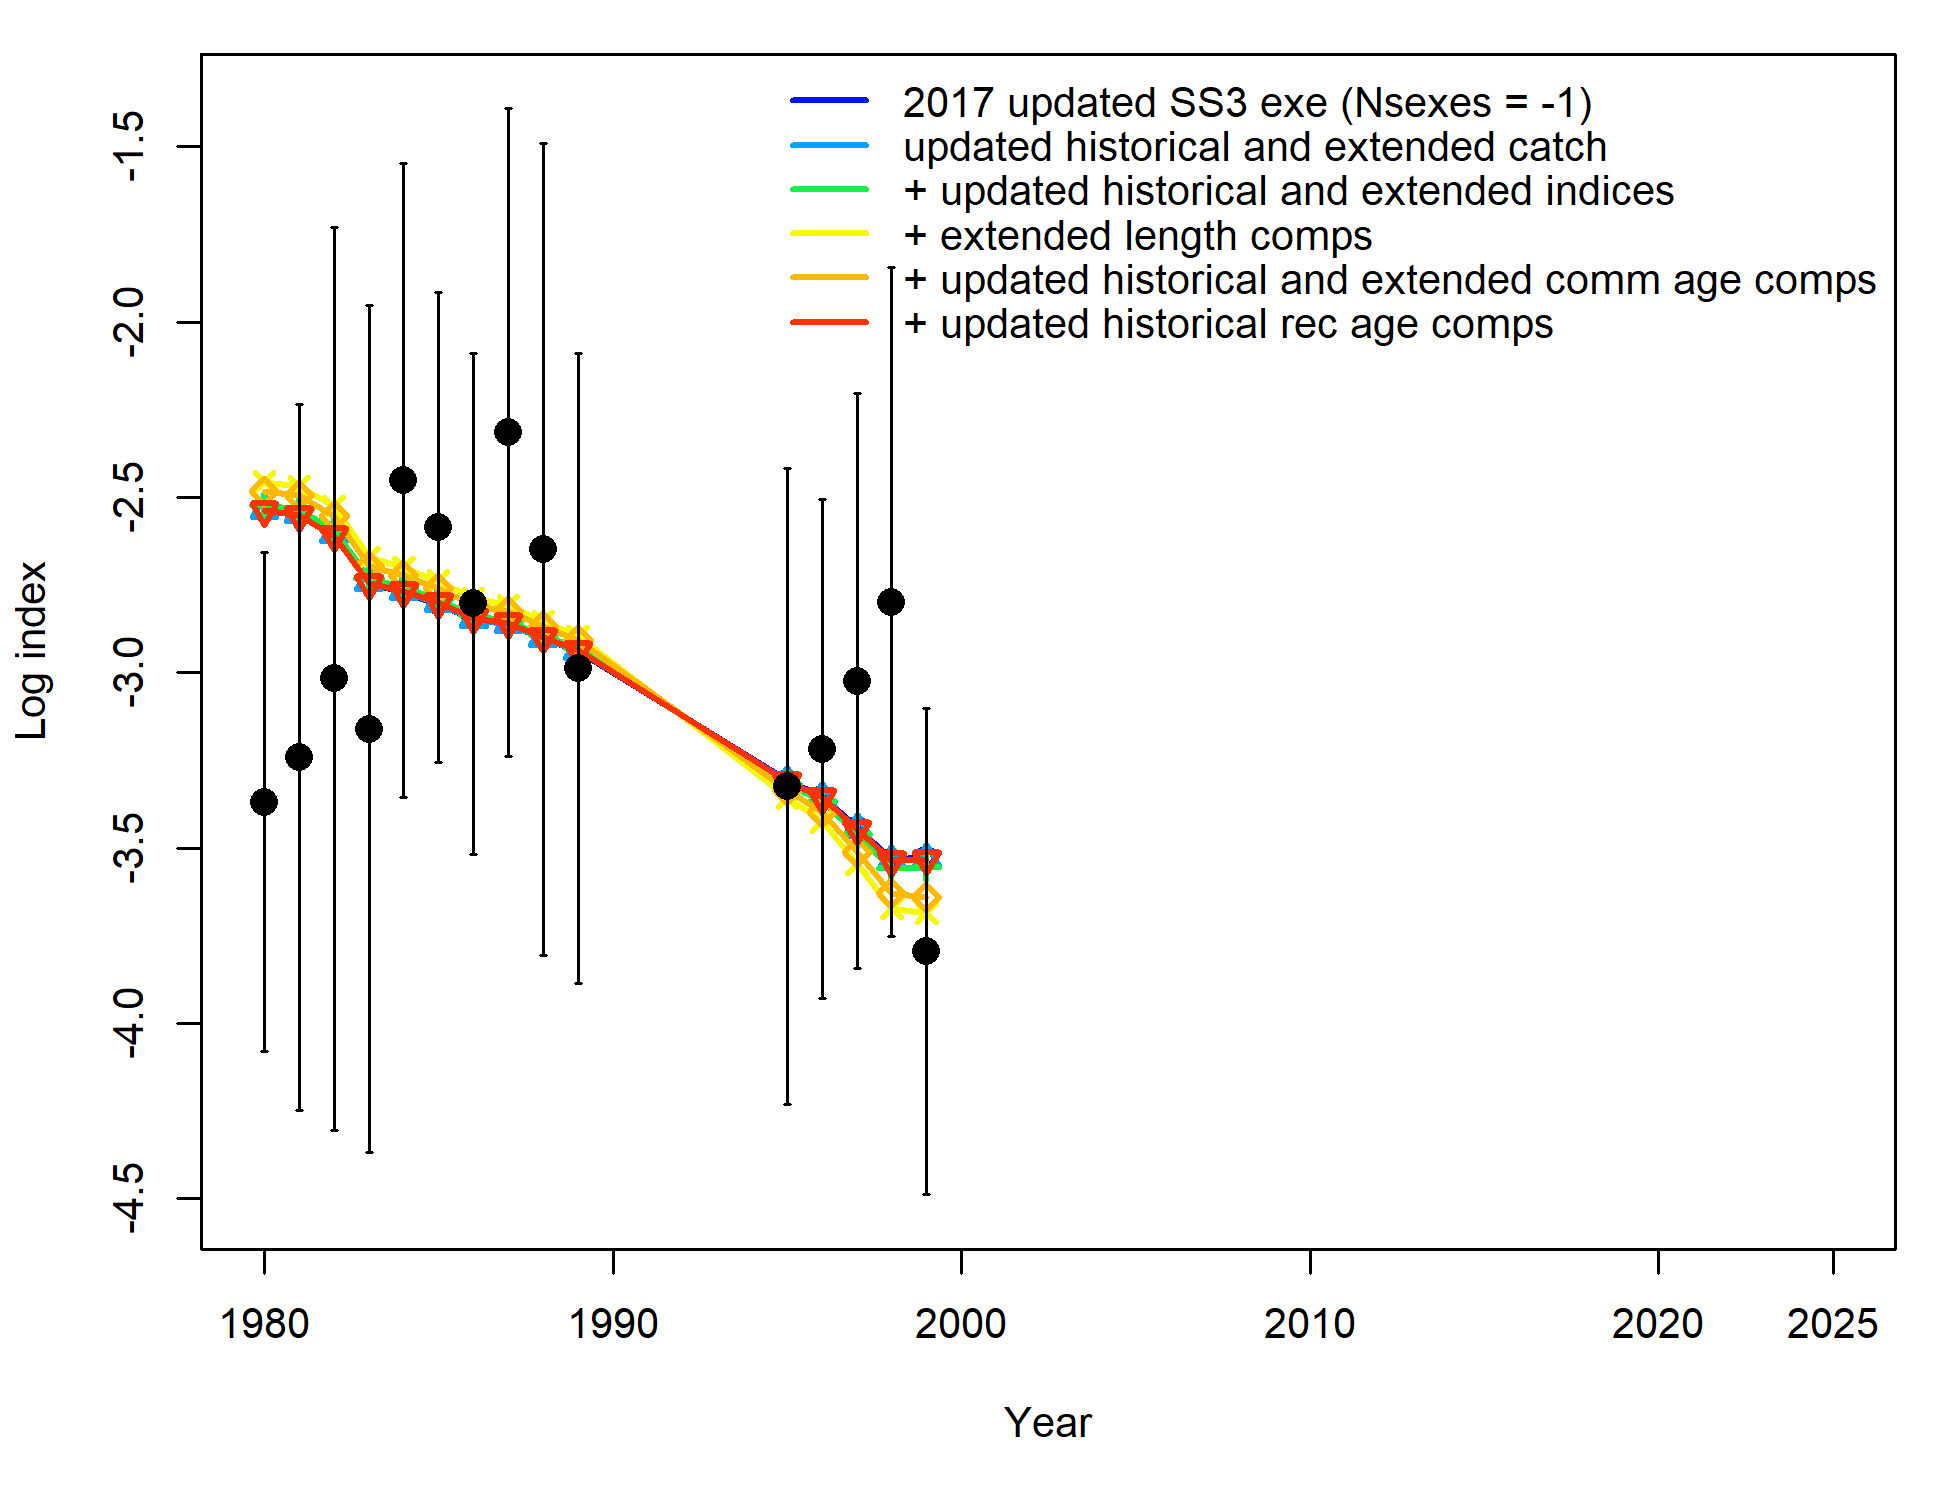 2017 updated SS3 exe (Nsexes = -1)
updated historical and extended catch
+ updated historical and extended indices
+ extended length comps
+ updated historical and extended comm age comps
+ updated historical rec age comps
Log index
-1.5
-2.0
-2.5
-3.0
-3.5
-4.0
-4.5
1980 1990 2000 2010 2020 2025
Year